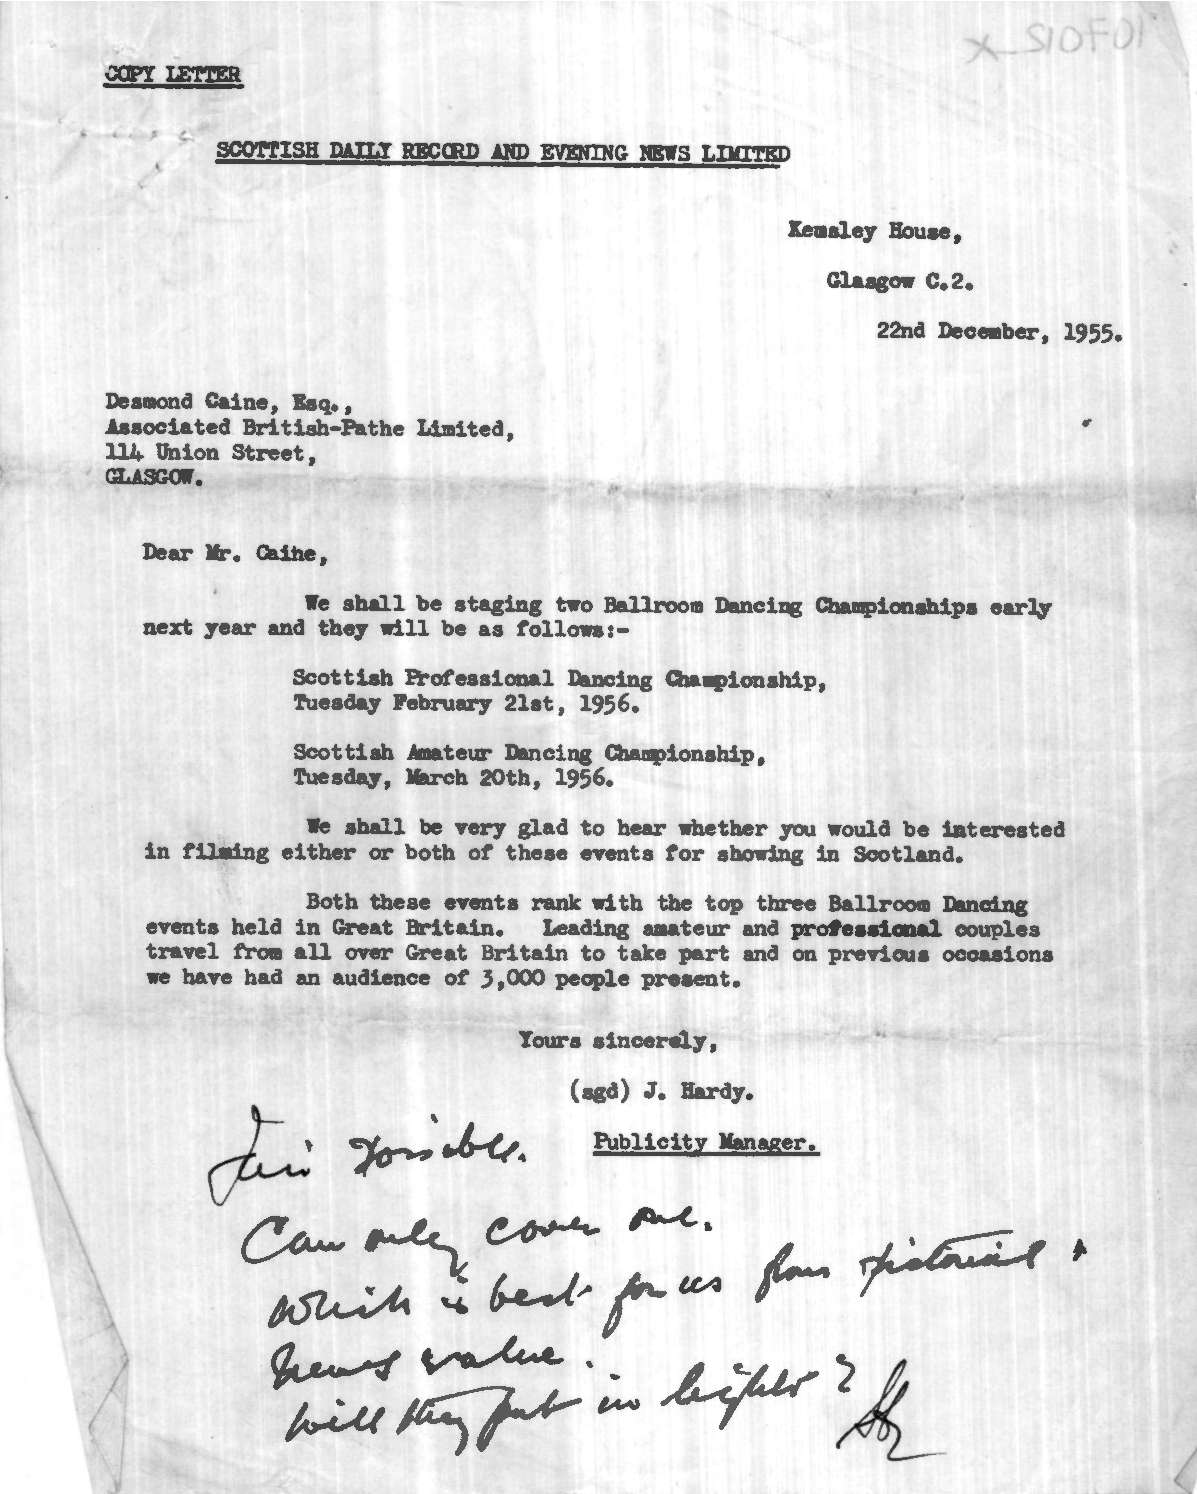 COPY LETTER
SCOTTISH DAILY RECORD AND EVENING NEWS LIMITED
Kemsley House,
Glasgow C.2.
22nd December, 1955.
Desmond Caine, Esq.,
Associated British-Pathe Limited,
114 Union Street,
GLASGOW.
Dear Mr. Caine,
We shall be staging two Ballroom Dancing Championships early
next year and they will be as follows:-
Scottish Professional Dancing Championship,
Tuesday February 21st, 1956.
Scottish Amateur Dancing Championship,
Tuesday, March 20th, 1956.
We shall be very glad to hear whether you would be interested
in filming either or both of these events for showing in Scotland.
Both these events rank with the top three Ballroom Dancing
events held in Great Britain. Leading amateur and professional couples
travel from all over Great Britain to take part and on previous occasions
we have had an audience of 3,000 people present.
Yours sincerely,
(sgd) J. Hardy.
Publicity Manager.
Can only cover one.
Which is best for us from pictorial +
news value.
Will they put in lights?